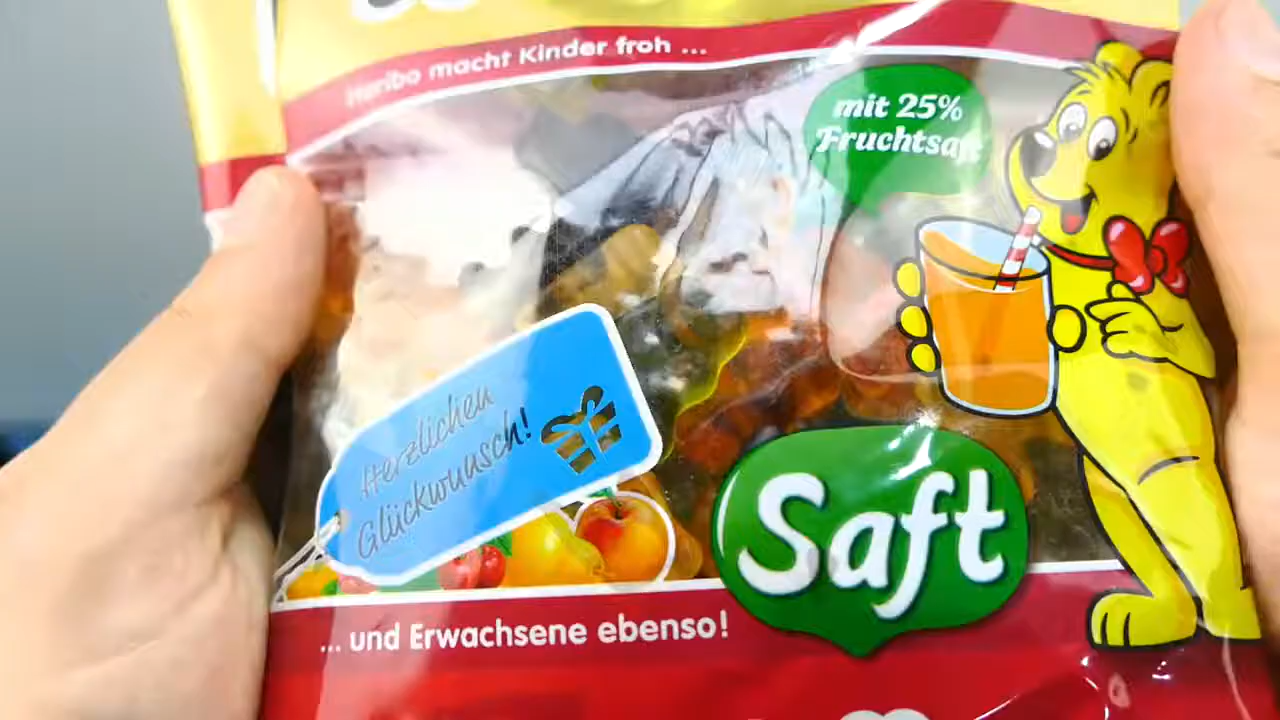 Haribo macht Kinder froh ...
mit 25%
Fruchtsaft
Herzlichen
Glückwunsch!
Saft
... und Erwachsene ebenso!